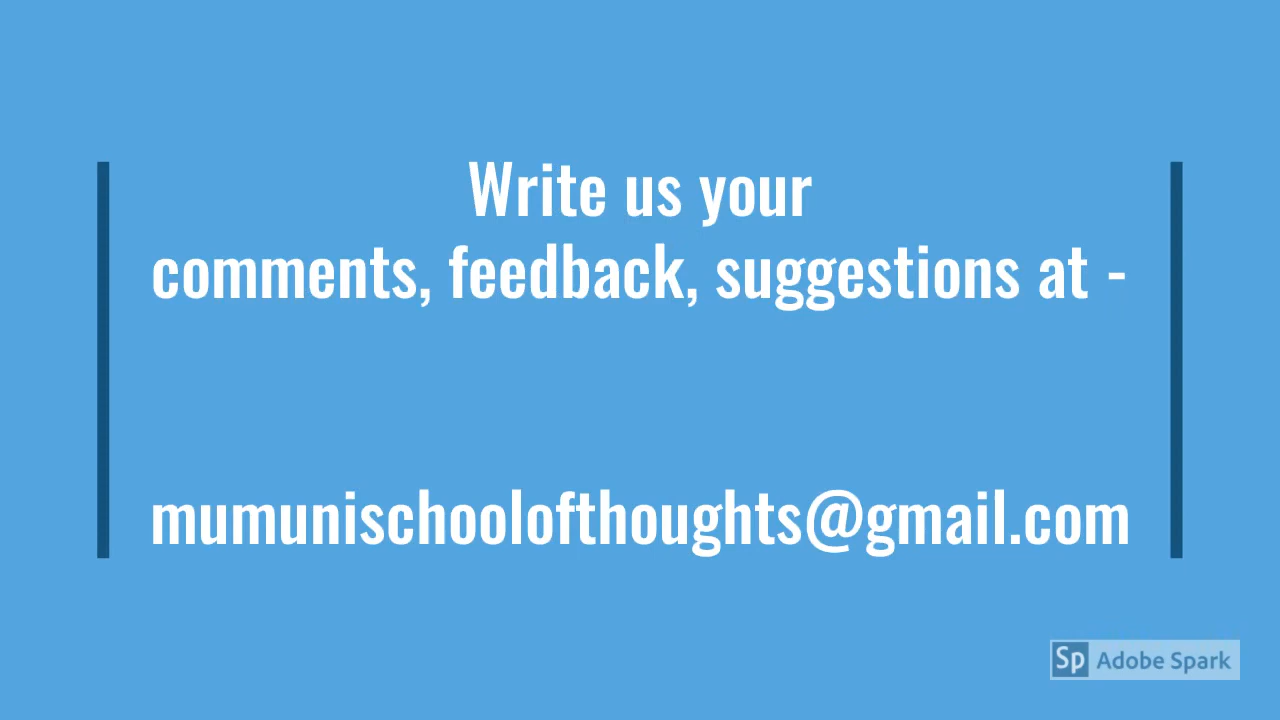 Write us your
comments, feedback, suggestions at -
mumunischoolofthoughts@gmail.com
Sp Adobe Spark